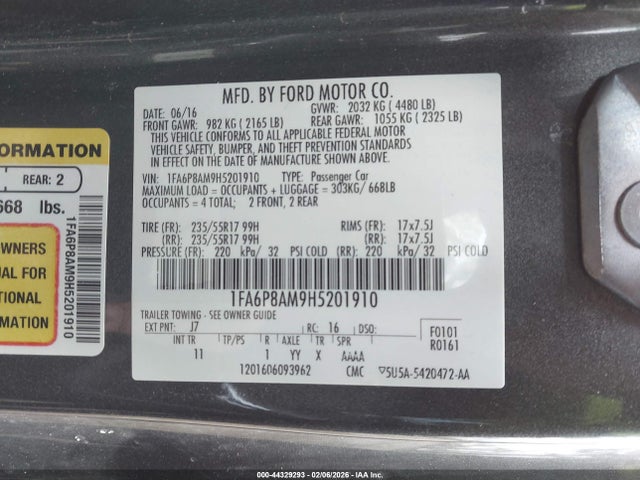 MFD. BY FORD MOTOR CO.
DATE: 06/16 GVWR: 2032 KG ( 4480 LB)
FRONT GAWR: 982 KG ( 2165 LB) REAR GAWR: 1055 KG ( 2325 LB)
THIS VEHICLE CONFORMS TO ALL APPLICABLE FEDERAL MOTOR
VEHICLE SAFETY, BUMPER, AND THEFT PREVENTION STANDARDS
IN EFFECT ON THE DATE OF MANUFACTURE SHOWN ABOVE.
VIN: 1FA6P8AM9H5201910 TYPE: Passenger Car
MAXIMUM LOAD = OCCUPANTS + LUGGAGE = 303KG/ 668LB
OCCUPANTS = 4 TOTAL; 2 FRONT, 2 REAR
TIRE (FR): 235/55R17 99H RIMS (FR): 17x7.5J
(RR): 235/55R17 99H (RR): 17x7.5J
PRESSURE (FR): 220 kPa/ 32 PSI COLD (RR): 220 kPa/ 32 PSI COLD
1FA6P8AM9H5201910
TRAILER TOWING - SEE OWNER GUIDE
EXT PNT: J7 RC: 16 DSO: F0101
INT TR TP/PS R AXLE TR SPR R0161
11 1 YY X AAAA
1201606093962 CMC ▽5U5A-5420472-AA
ORMATION
REAR: 2
668 lbs.
OWNERS
UAL FOR
TIONAL
MATION
1FA6P8AM9H5201910
000-44329293 - 02/06/2026 - IAA Inc.